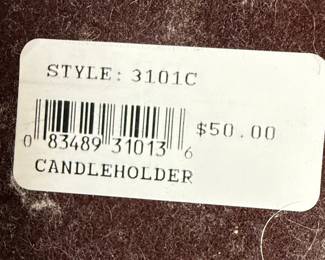 STYLE: 3101C
$50.00
0 83489 31013 6
CANDLEHOLDER